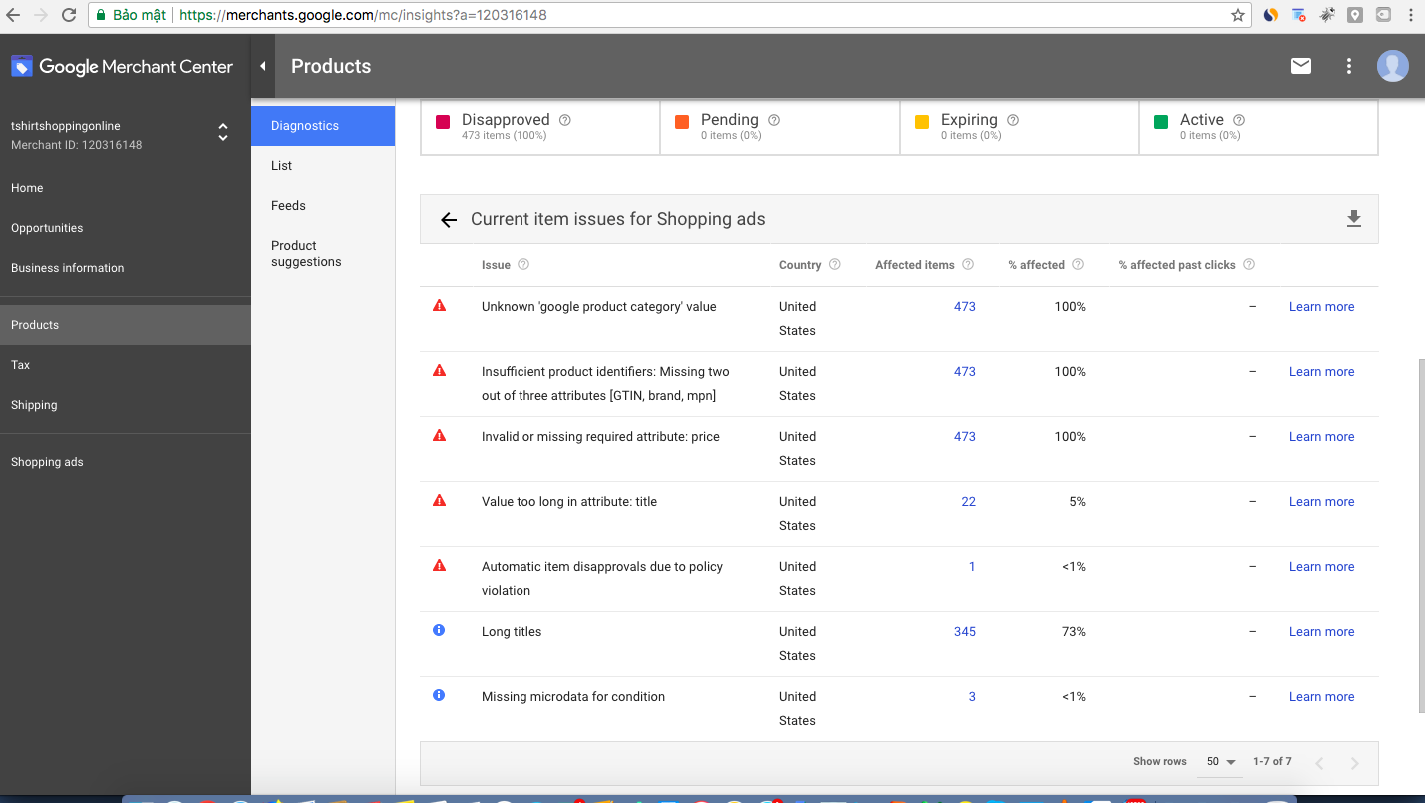 Bảo mật https://merchants.google.com/mc/insights?a=120316148
Google Merchant Center
Products
tshirtshoppingonline
Merchant ID: 120316148
Home
Opportunities
Business information
Products
Tax
Shipping
Shopping ads
Diagnostics
List
Feeds
Product
suggestions
Disapproved
473 items (100%)
Pending
0 items (0%)
Expiring
0 items (0%)
Active
0 items (0%)
Current item issues for Shopping ads
Issue Country Affected items % affected % affected past clicks
Unknown 'google product category' value United 473 100% – Learn more
States
Insufficient product identifiers: Missing two United 473 100% – Learn more
out of three attributes [GTIN, brand, mpn] States
Invalid or missing required attribute: price United 473 100% – Learn more
States
Value too long in attribute: title United 22 5% – Learn more
States
Automatic item disapprovals due to policy United 1 <1% – Learn more
violation States
Long titles United 345 73% – Learn more
States
Missing microdata for condition United 3 <1% – Learn more
States
Show rows 50 1-7 of 7